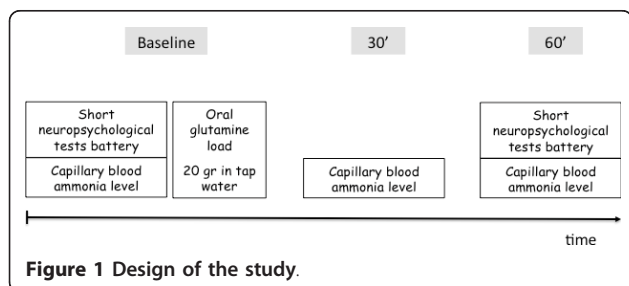 Baseline
30'
60'
Short
neuropsychological
tests battery
Capillary blood
ammonia level
Oral
glutamine
load
20 gr in tap
water
Capillary blood
ammonia level
Short
neuropsychological
tests battery
Capillary blood
ammonia level
time
Figure 1 Design of the study.